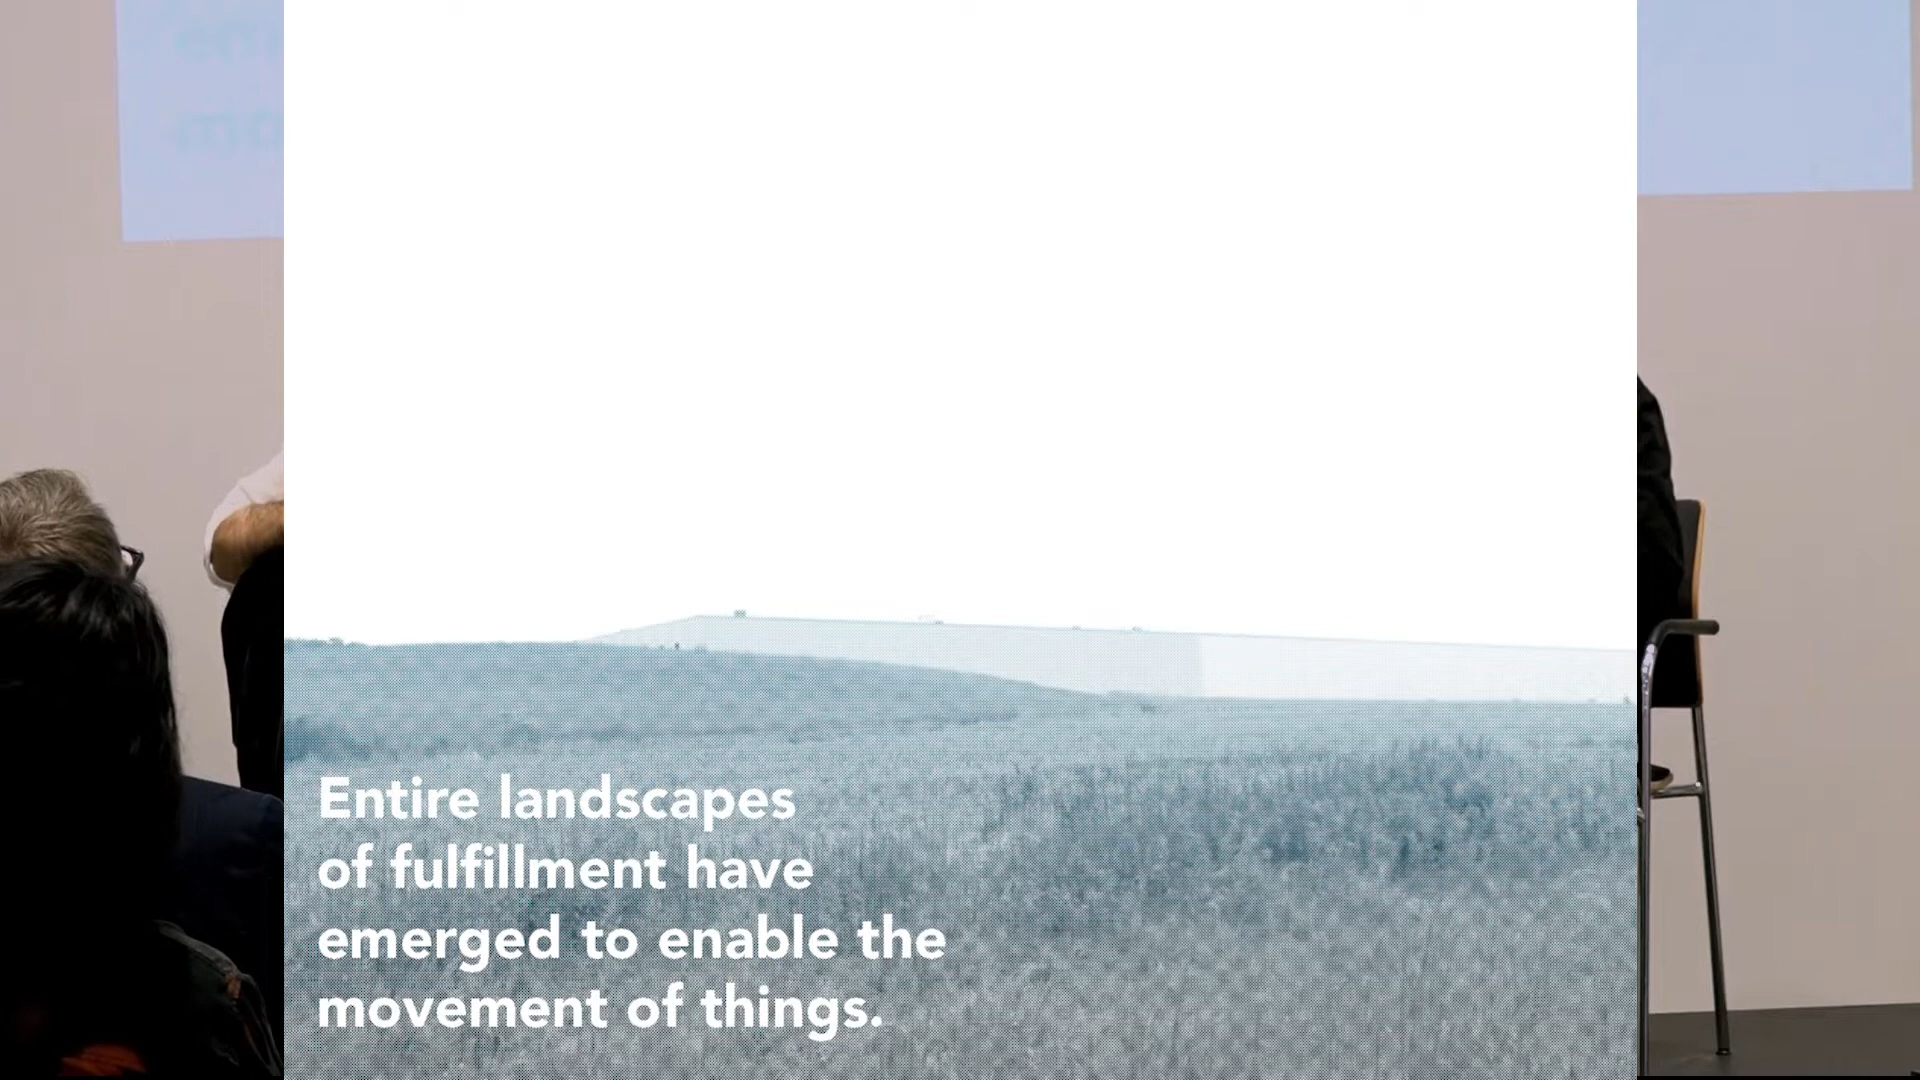 Entire landscapes
of fulfillment have
emerged to enable the
movement of things.